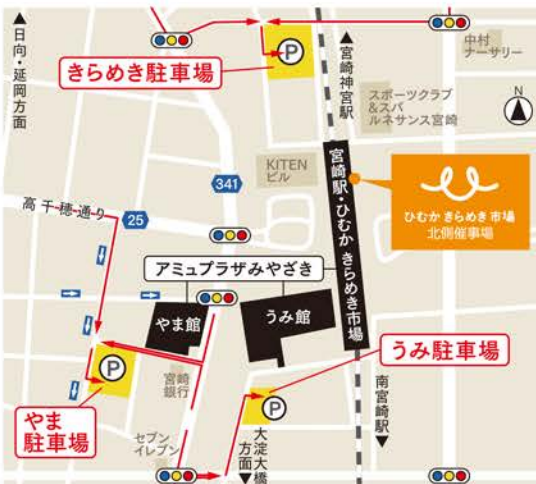 ▲日向・延岡方面
きらめき駐車場
P
▲宮崎神宮駅
中村
ナーサリー
スポーツクラブ
&スパ
ルネサンス宮崎
N
KITEN
ビル
341
高千穂通り
25
宮崎駅・ひむか きらめき市場
ひむか きらめき 市場
北側催事場
アミュプラザみやざき
やま館
うみ館
うみ駐車場
P
宮崎
銀行
P
やま
駐車場
セブン
イレブン
大淀大橋
方面▼
南宮崎駅▼